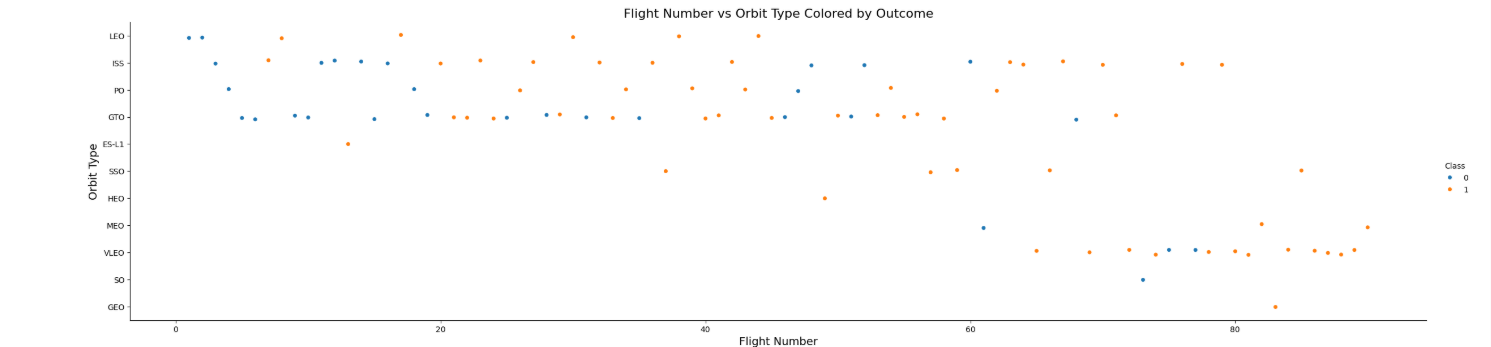 Flight Number vs Orbit Type Colored by Outcome
Orbit Type
LEO
ISS
PO
GTO
ES-L1
SSO
HEO
MEO
VLEO
SO
GEO
0 20 40 60 80
Flight Number
Class
0
1